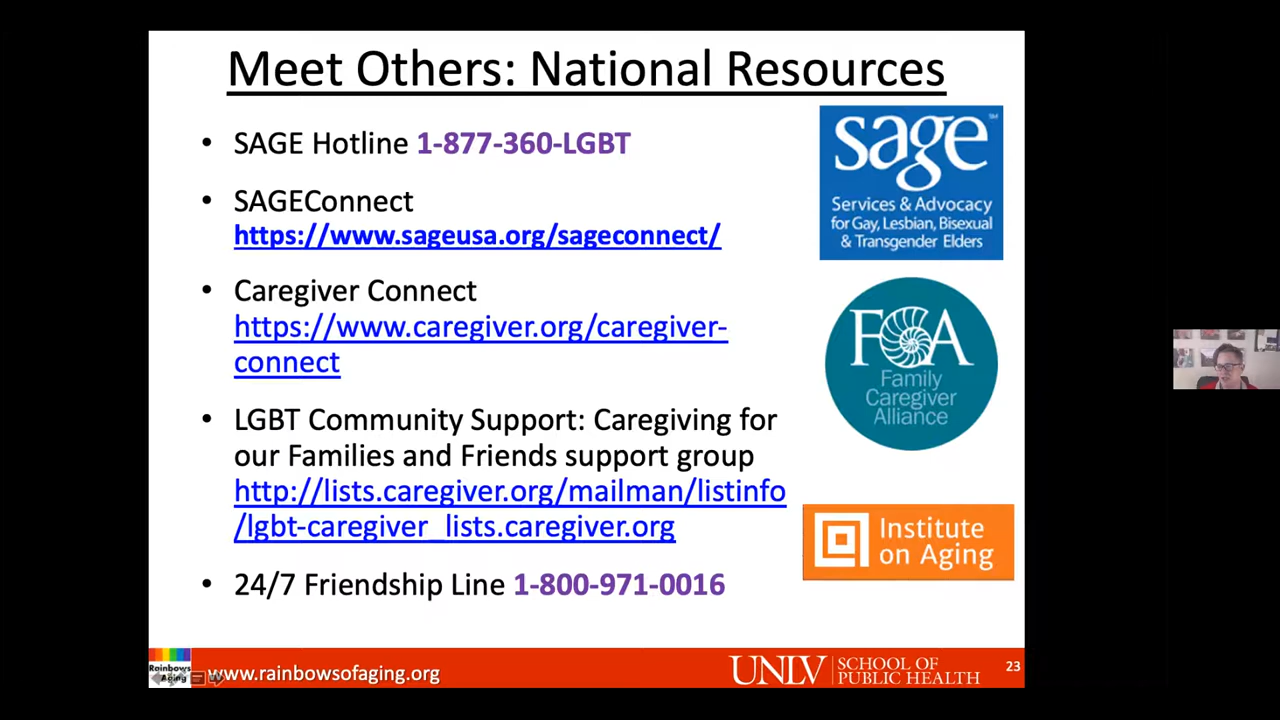 Meet Others: National Resources
• SAGE Hotline 1-877-360-LGBT
• SAGEConnect
https://www.sageusa.org/sageconnect/
• Caregiver Connect
https://www.caregiver.org/caregiver-
connect
• LGBT Community Support: Caregiving for
our Families and Friends support group
http://lists.caregiver.org/mailman/listinfo
/lgbt-caregiver_lists.caregiver.org
• 24/7 Friendship Line 1-800-971-0016
sage SM
Services & Advocacy
for Gay, Lesbian, Bisexual
& Transgender Elders
FCA
Family
Caregiver
Alliance
Institute
on Aging
Rainbows
Aging
www.rainbowsofaging.org
UNLV
SCHOOL OF
PUBLIC HEALTH
23